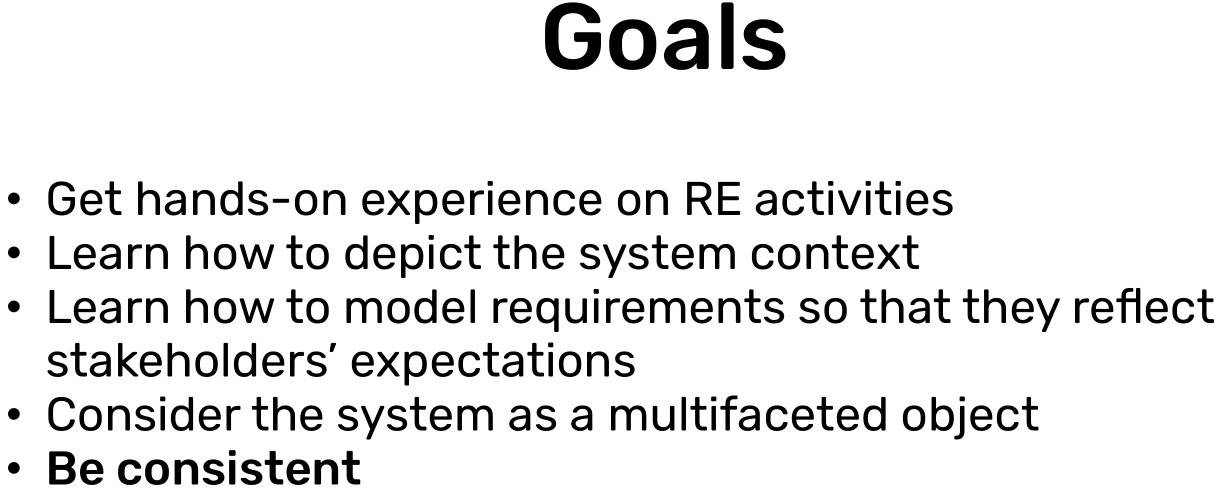 Goals
• Get hands-on experience on RE activities
• Learn how to depict the system context
• Learn how to model requirements so that they reflect
stakeholders’ expectations
• Consider the system as a multifaceted object
• Be consistent